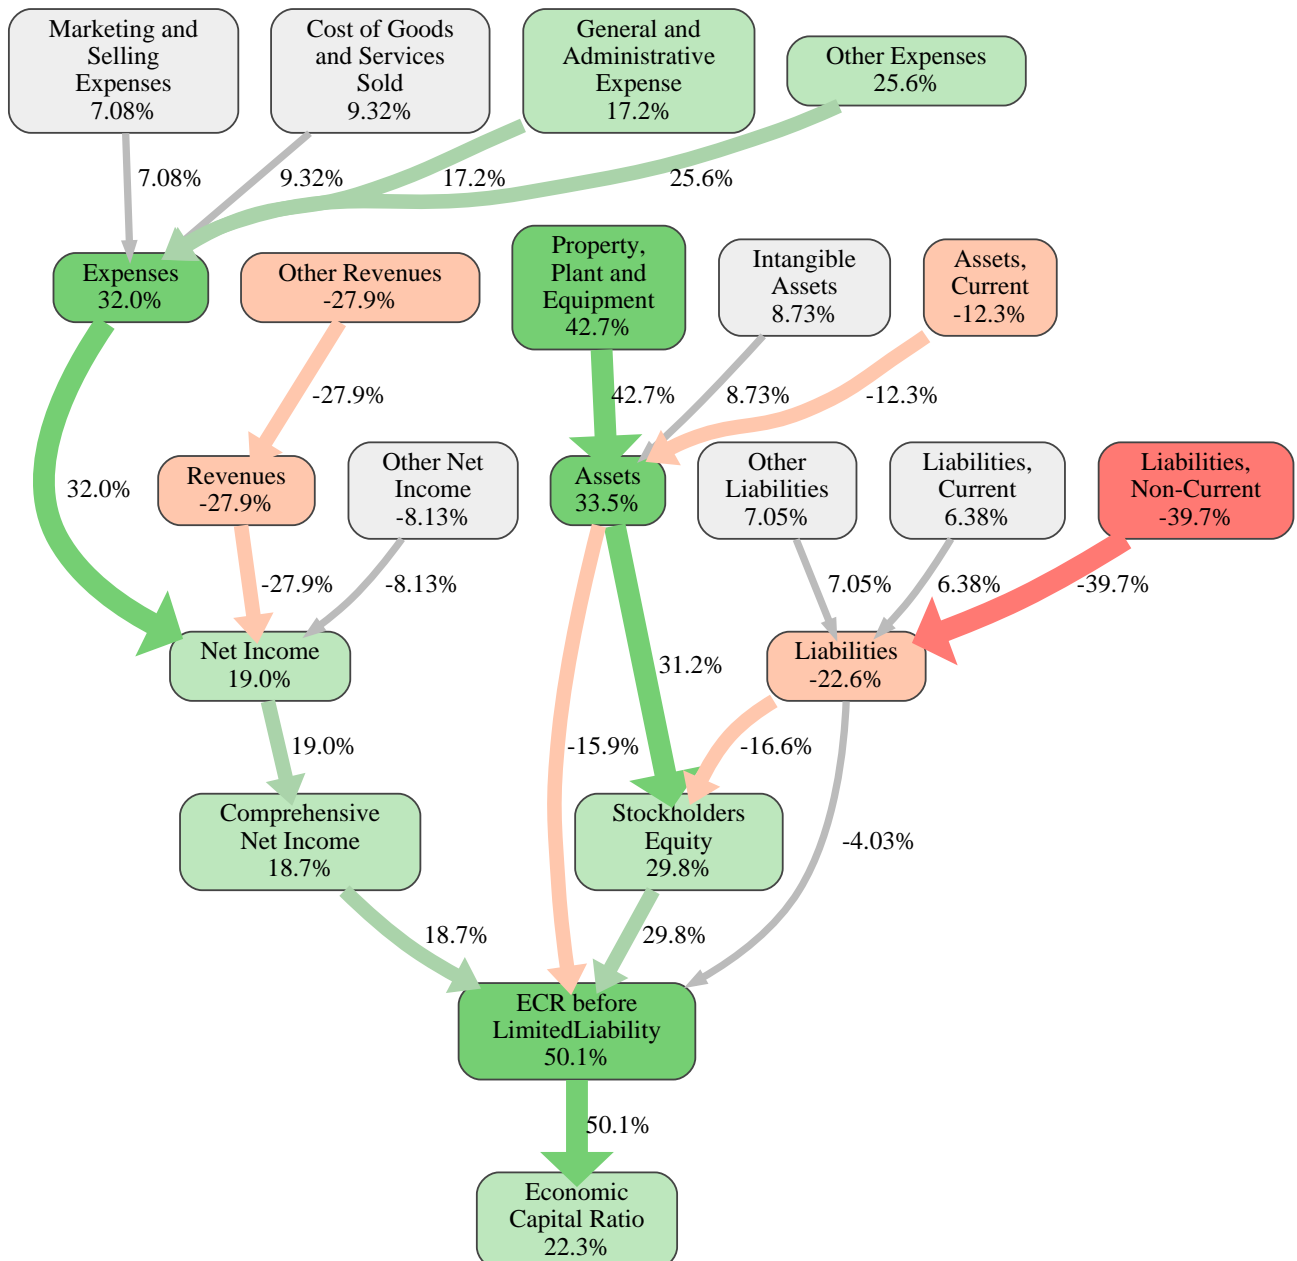 Marketing and
Selling
Expenses
7.08%
Cost of Goods
and Services
Sold
9.32%
General and
Administrative
Expense
17.2%
Other Expenses
25.6%
7.08%
9.32%
17.2%
25.6%
Expenses
32.0%
Other Revenues
-27.9%
Property,
Plant and
Equipment
42.7%
Intangible
Assets
8.73%
Assets,
Current
-12.3%
-27.9%
42.7%
8.73%
-12.3%
32.0%
Revenues
-27.9%
Other Net
Income
-8.13%
Assets
33.5%
Other
Liabilities
7.05%
Liabilities,
Current
6.38%
Liabilities,
Non-Current
-39.7%
-27.9%
-8.13%
7.05%
6.38%
-39.7%
Net Income
19.0%
31.2%
Liabilities
-22.6%
19.0%
-15.9%
-16.6%
Comprehensive
Net Income
18.7%
Stockholders
Equity
29.8%
-4.03%
18.7%
29.8%
ECR before
LimitedLiability
50.1%
50.1%
Economic
Capital Ratio
22.3%